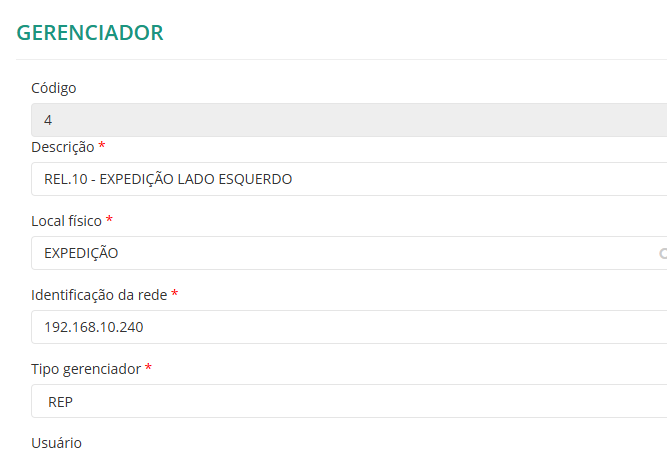 GERENCIADOR
Código
4
Descrição *
REL.10 - EXPEDIÇÃO LADO ESQUERDO
Local físico *
EXPEDIÇÃO
Identificação da rede *
192.168.10.240
Tipo gerenciador *
REP
Usuário